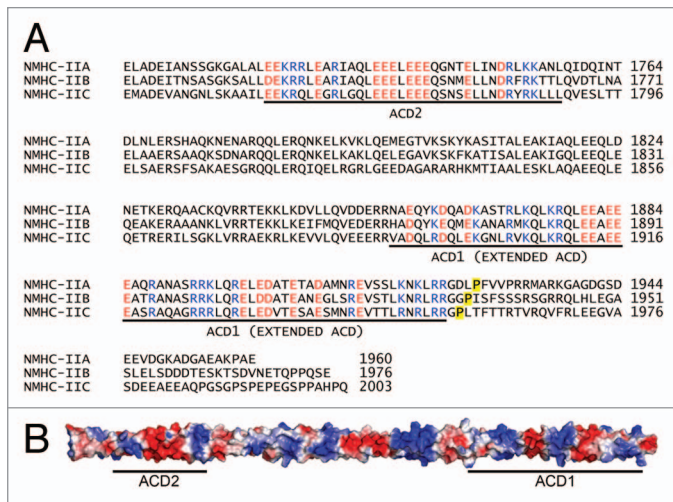 A
NMHC-IIA ELADEIANSSGKGALALEEKRRLEARIAQLEEELEEEQGNTELINDRLKKANLQIDQINT 1764
NMHC-IIB ELADEITNSASGKSALLDEKRRLEARIAQLEEELEEEQSNMELLNDRFRKTTLQVDTLNA 1771
NMHC-IIC EMADEVANGNLSKAAILEEKRQLEGRLGQLEEELEEEQSNSELLNDRYRKLLLQVESLTT 1796
ACD2
NMHC-IIA DLNLERSHAQKNENARQQLERQNKELKVKLQEMEGTVKSKYKASITALEAKIAQLEEQLD 1824
NMHC-IIB ELAAERSAAQKSDNARQQLERQNKELKAKLQELEGAVKSKFKATISALEAKIGQLEEQLE 1831
NMHC-IIC ELSAERSFSAKAESGRQQLERQIQELRGRLGEEDAGARARHKMTIAALESKLAQAEEQLE 1856
NMHC-IIA NETKERQAACKQVRRTEKKLKDVLLQVDDERRNAEQYKDQADKASTRLKQLKRQLEEAEE 1884
NMHC-IIB QEAKERAAANKLVRRTEKKLKEIFMQVEDERRHADQYKEQMEKANARMKQLKRQLEEAEE 1891
NMHC-IIC QETRERILSGKLVRRAEKRLKEVVLQVEEERRVADQLRDQLEKGNLRVKQLKRQLEEAEE 1916
ACD1 (EXTENDED ACD)
NMHC-IIA EAQRANASRRKLQRELEDATETADAMNREVSSLKNKLRRGDLPFVVPRRMARKGAGDGSD 1944
NMHC-IIB EATRANASRRKLQRELDDATEANEGLSREVSTLKNRLRRGGPISFSSSRSGRRQLHLEGA 1951
NMHC-IIC EASRAQAGRRRLQRELEDVTESAESMNREVTTLRNRLRRGPLTFTTRTVRQVFRLEEGVA 1976
ACD1 (EXTENDED ACD)
NMHC-IIA EEVDGKADGAEAKPAE 1960
NMHC-IIB SLELSDDDTESKTSDVNETQPPQSE 1976
NMHC-IIC SDEEAEEAQPGSGPSPEPEGSPPAHPQ 2003
B
ACD2 ACD1